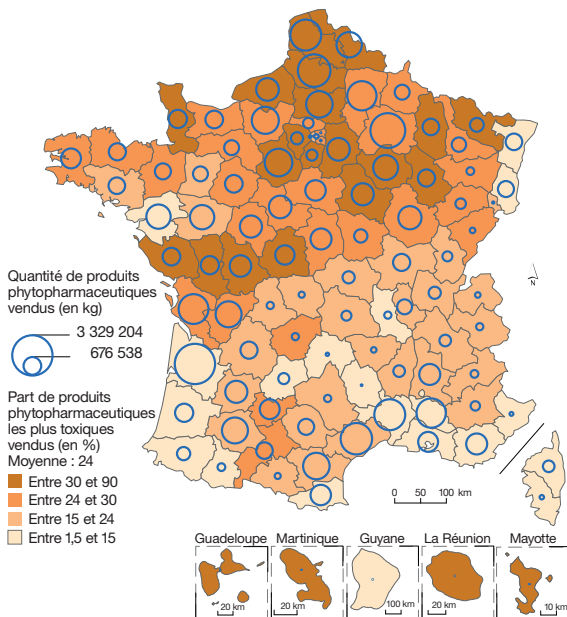 Quantité de produits
phytopharmaceutiques
vendus (en kg)
3 329 204
676 538
Part de produits
phytopharmaceutiques
les plus toxiques
vendus (en %)
Moyenne : 24
Entre 30 et 90
Entre 24 et 30
Entre 15 et 24
Entre 1,5 et 15
N
0 50 100 km
Guadeloupe
Martinique
Guyane
La Réunion
Mayotte
20 km
20 km
100 km
20 km
10 km